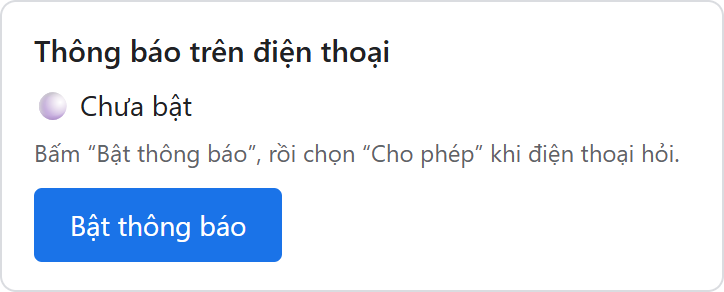 Thông báo trên điện thoại
Chưa bật
Bấm “Bật thông báo”, rồi chọn “Cho phép” khi điện thoại hỏi.
Bật thông báo